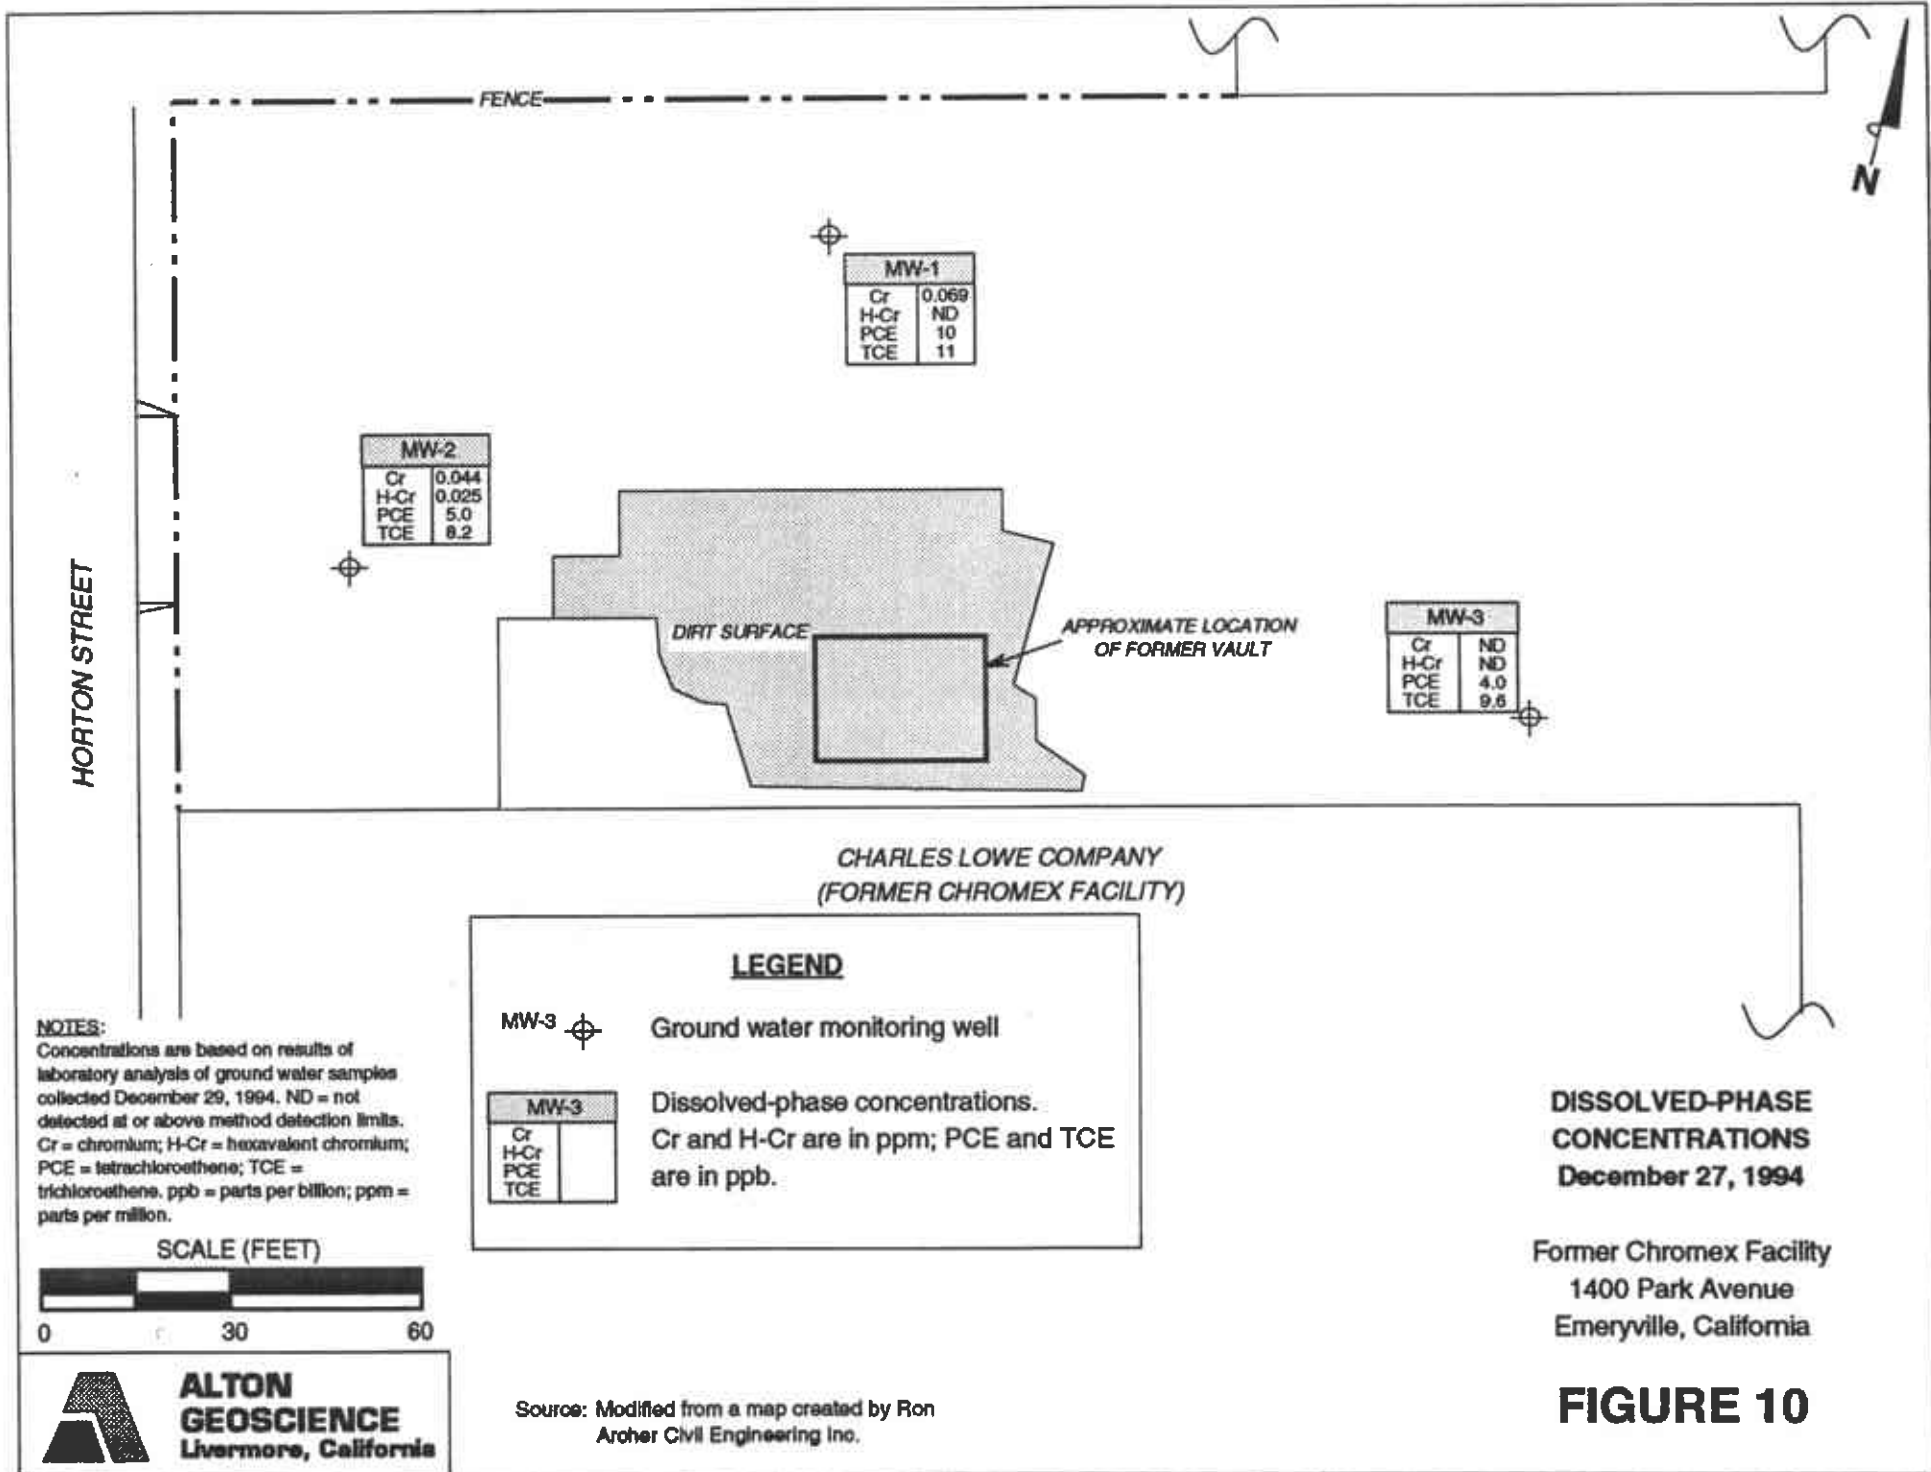 FENCE
N
MW-1
Cr 0.069
H-Cr ND
PCE 10
TCE 11
MW-2
Cr 0.044
H-Cr 0.025
PCE 5.0
TCE 8.2
HORTON STREET
DIRT SURFACE
APPROXIMATE LOCATION
OF FORMER VAULT
MW-3
Cr ND
H-Cr ND
PCE 4.0
TCE 9.6
CHARLES LOWE COMPANY
(FORMER CHROMEX FACILITY)
LEGEND
MW-3
Ground water monitoring well
MW-3
Cr
H-Cr
PCE
TCE
Dissolved-phase concentrations.
Cr and H-Cr are in ppm; PCE and TCE
are in ppb.
NOTES:
Concentrations are based on results of
laboratory analysis of ground water samples
collected December 29, 1994. ND = not
detected at or above method detection limits.
Cr = chromium; H-Cr = hexavalent chromium;
PCE = tetrachloroethene; TCE =
trichloroethene. ppb = parts per billion; ppm =
parts per million.
SCALE (FEET)
0 30 60
ALTON
GEOSCIENCE
Livermore, California
Source: Modified from a map created by Ron
Archer Civil Engineering Inc.
DISSOLVED-PHASE
CONCENTRATIONS
December 27, 1994
Former Chromex Facility
1400 Park Avenue
Emeryville, California
FIGURE 10